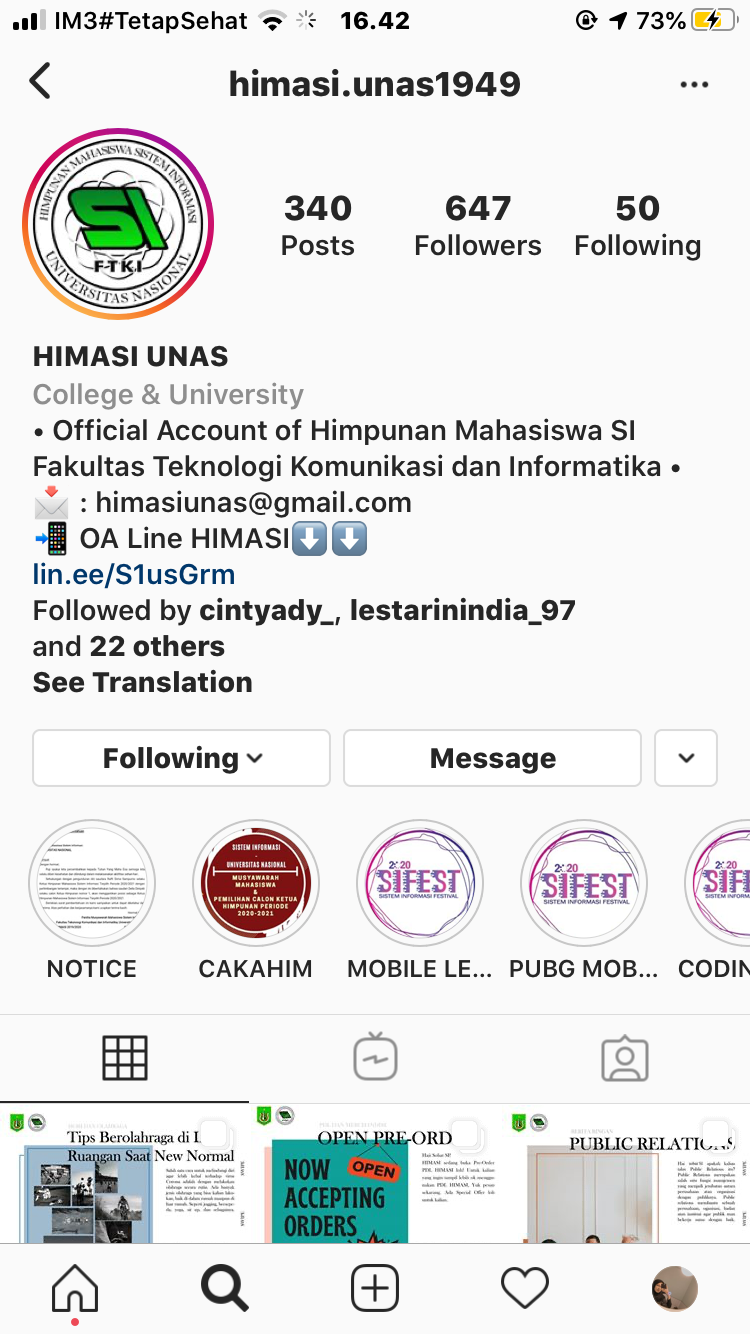 IM3#TetapSehat 16.42 73%
himasi.unas1949
HIMPUNAN MAHASISWA SISTEM INFORMASI
SI
FTKI
UNIVERSITAS NASIONAL
340 647 50
Posts Followers Following
HIMASI UNAS
College & University
• Official Account of Himpunan Mahasiswa SI
Fakultas Teknologi Komunikasi dan Informatika •
📩 : himasiunas@gmail.com
📲 OA Line HIMASI⬇️⬇️
lin.ee/S1usGrm
Followed by cintyady_, lestarinindia_97
and 22 others
See Translation
Following Message
SISTEM INFORMASI
UNIVERSITAS NASIONAL
MUSYAWARAH
MAHASISWA
&
PEMILIHAN CALON KETUA
HIMPUNAN PERIODE
2020-2021
2020
SIFEST
SISTEM INFORMASI FESTIVAL
2020
SIFEST
SISTEM INFORMASI FESTIVAL
NOTICE CAKAHIM MOBILE LE... PUBG MOB... CODIN
Tips Berolahraga di
Ruangan Saat New Normal
OPEN PRE-ORD
NOW
ACCEPTING
ORDERS
OPEN
Hai Sobat SI!
PUBLIC RELATIONS